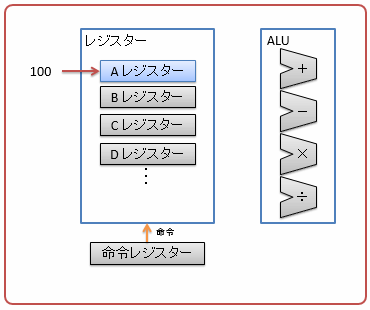 レジスター
ALU
100
A レジスター
B レジスター
C レジスター
D レジスター
⋮
+
−
×
÷
命令
命令レジスター